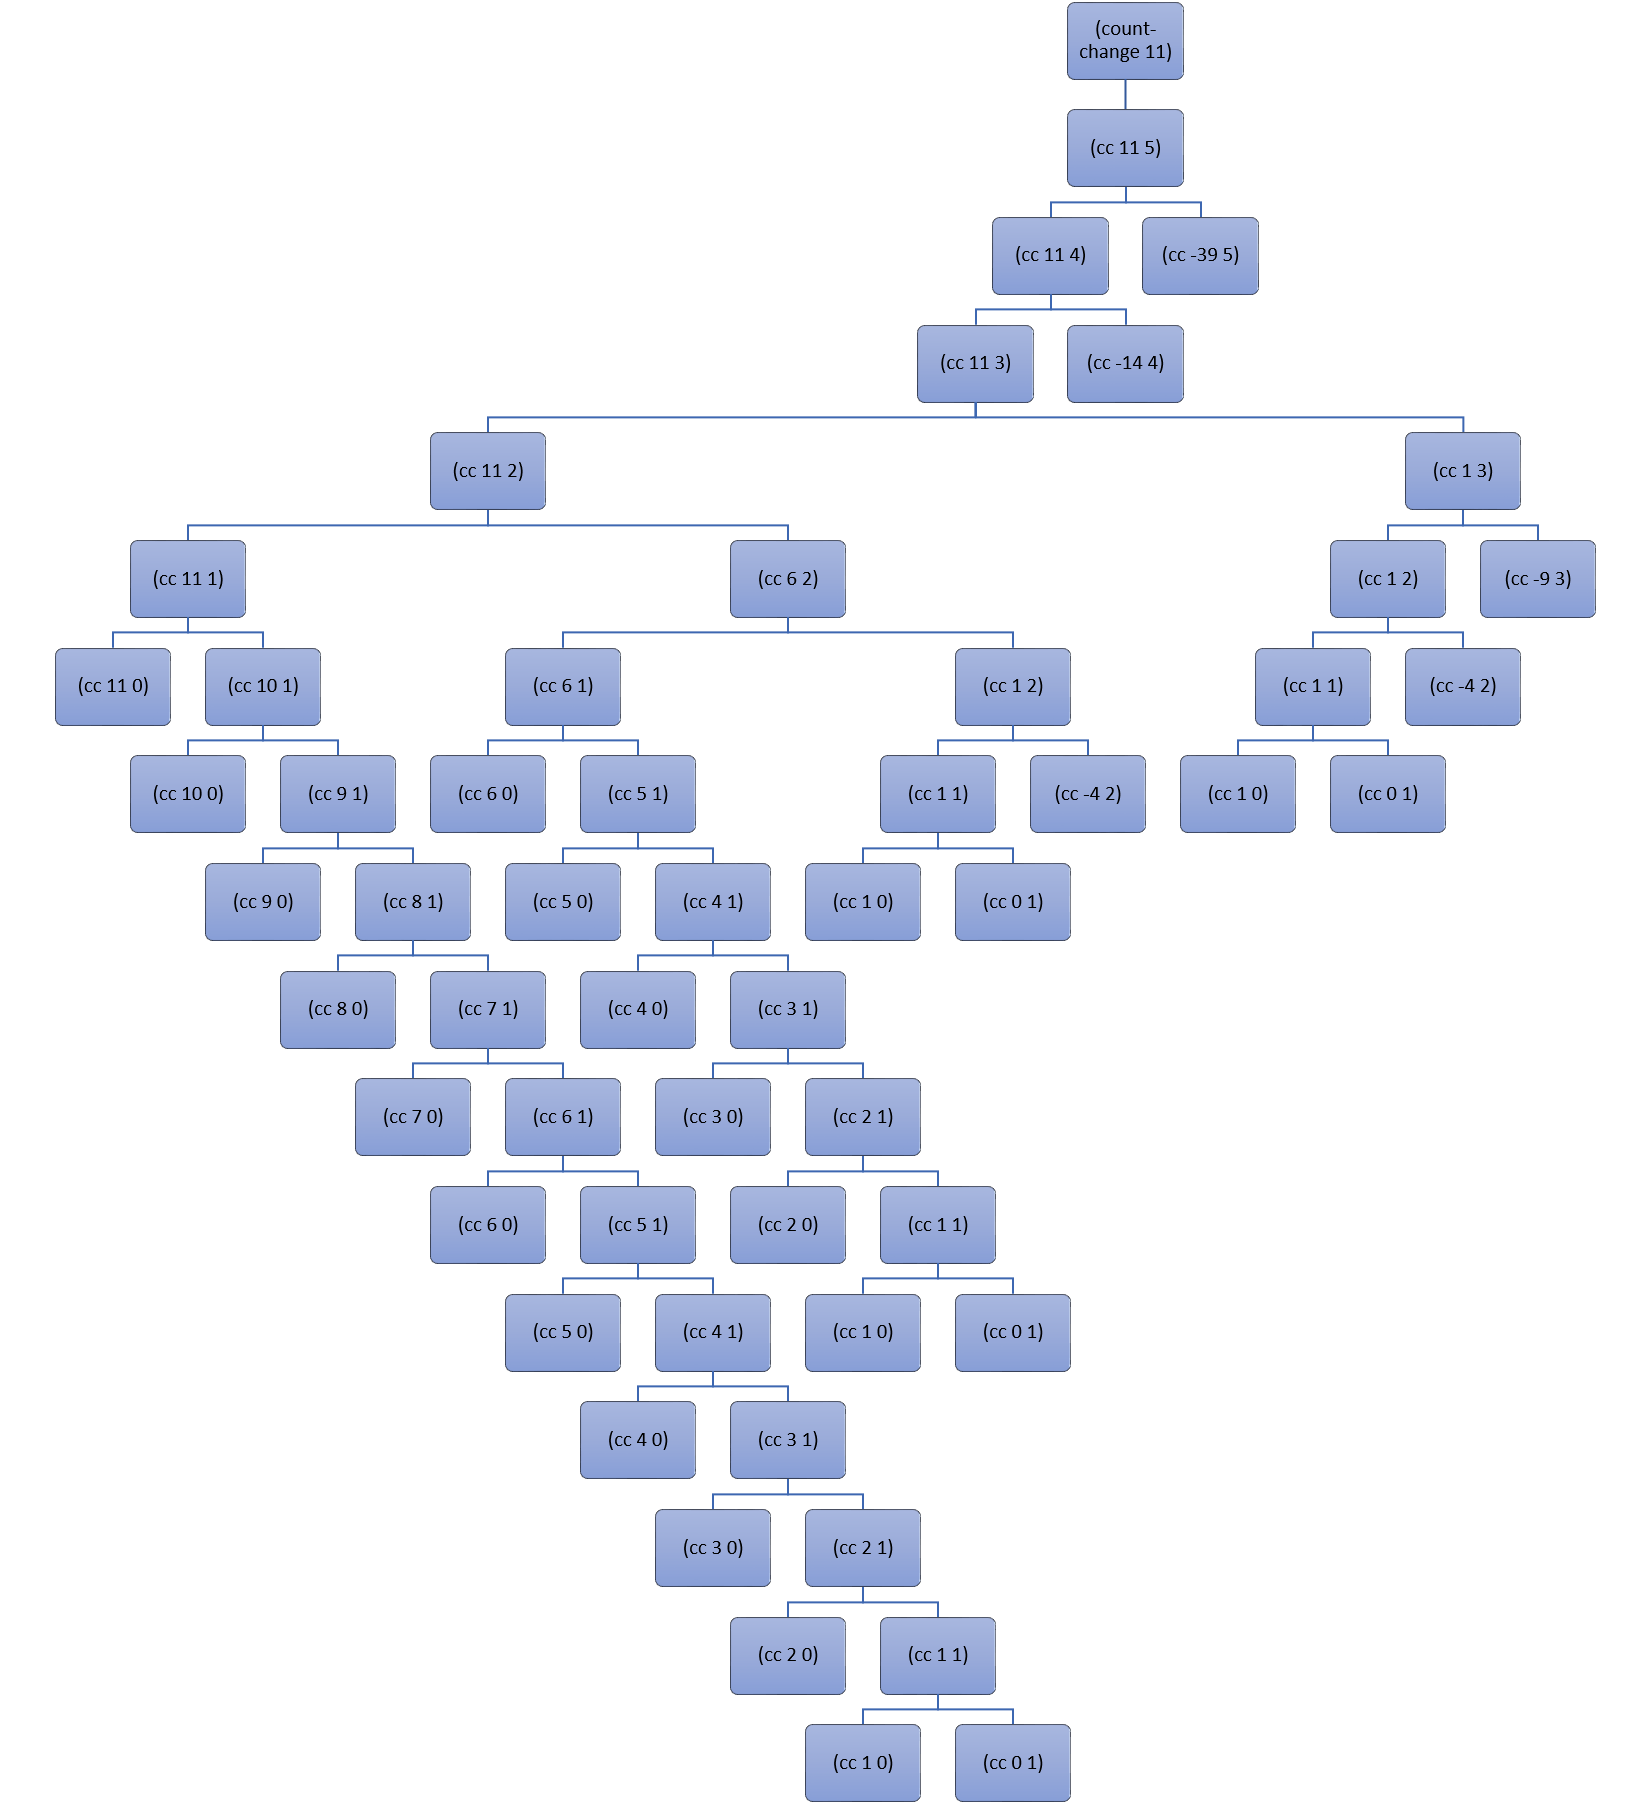 (count-
change 11)
(cc 11 5)
(cc 11 4)
(cc -39 5)
(cc 11 3)
(cc -14 4)
(cc 11 2)
(cc 1 3)
(cc 11 1)
(cc 6 2)
(cc 1 2)
(cc -9 3)
(cc 11 0)
(cc 10 1)
(cc 6 1)
(cc 1 2)
(cc 1 1)
(cc -4 2)
(cc 10 0)
(cc 9 1)
(cc 6 0)
(cc 5 1)
(cc 1 1)
(cc -4 2)
(cc 1 0)
(cc 0 1)
(cc 9 0)
(cc 8 1)
(cc 5 0)
(cc 4 1)
(cc 1 0)
(cc 0 1)
(cc 8 0)
(cc 7 1)
(cc 4 0)
(cc 3 1)
(cc 7 0)
(cc 6 1)
(cc 3 0)
(cc 2 1)
(cc 6 0)
(cc 5 1)
(cc 2 0)
(cc 1 1)
(cc 5 0)
(cc 4 1)
(cc 1 0)
(cc 0 1)
(cc 4 0)
(cc 3 1)
(cc 3 0)
(cc 2 1)
(cc 2 0)
(cc 1 1)
(cc 1 0)
(cc 0 1)